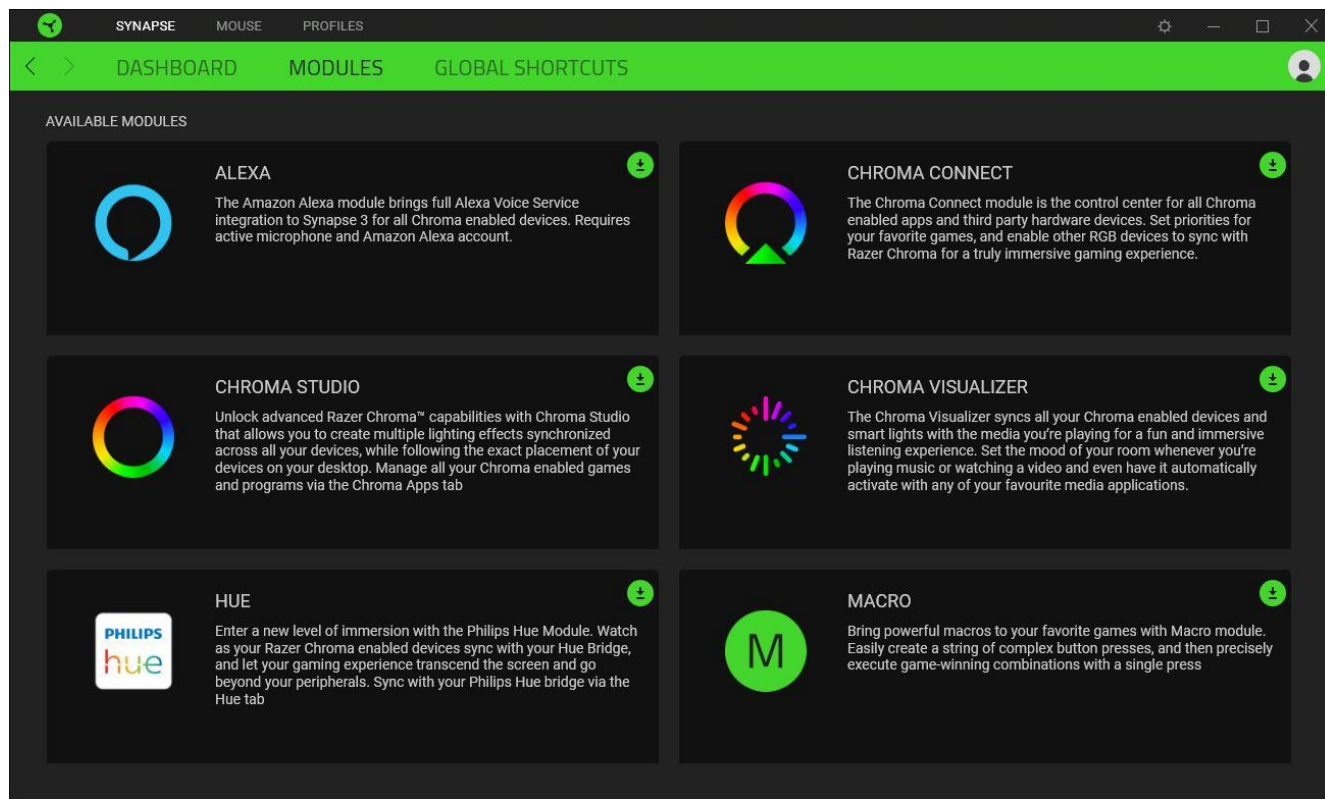 SYNAPSE MOUSE PROFILES
DASHBOARD MODULES GLOBAL SHORTCUTS
AVAILABLE MODULES
ALEXA
The Amazon Alexa module brings full Alexa Voice Service
integration to Synapse 3 for all Chroma enabled devices. Requires
active microphone and Amazon Alexa account.
CHROMA CONNECT
The Chroma Connect module is the control center for all Chroma
enabled apps and third party hardware devices. Set priorities for
your favorite games, and enable other RGB devices to sync with
Razer Chroma for a truly immersive gaming experience.
CHROMA STUDIO
Unlock advanced Razer Chroma™ capabilities with Chroma Studio
that allows you to create multiple lighting effects synchronized
across all your devices, while following the exact placement of your
devices on your desktop. Manage all your Chroma enabled games
and programs via the Chroma Apps tab
CHROMA VISUALIZER
The Chroma Visualizer syncs all your Chroma enabled devices and
smart lights with the media you're playing for a fun and immersive
listening experience. Set the mood of your room whenever you're
playing music or watching a video and even have it automatically
activate with any of your favourite media applications.
PHILIPS
hue
HUE
Enter a new level of immersion with the Philips Hue Module. Watch
as your Razer Chroma enabled devices sync with your Hue Bridge,
and let your gaming experience transcend the screen and go
beyond your peripherals. Sync with your Philips Hue bridge via the
Hue tab
M
MACRO
Bring powerful macros to your favorite games with Macro module.
Easily create a string of complex button presses, and then precisely
execute game-winning combinations with a single press